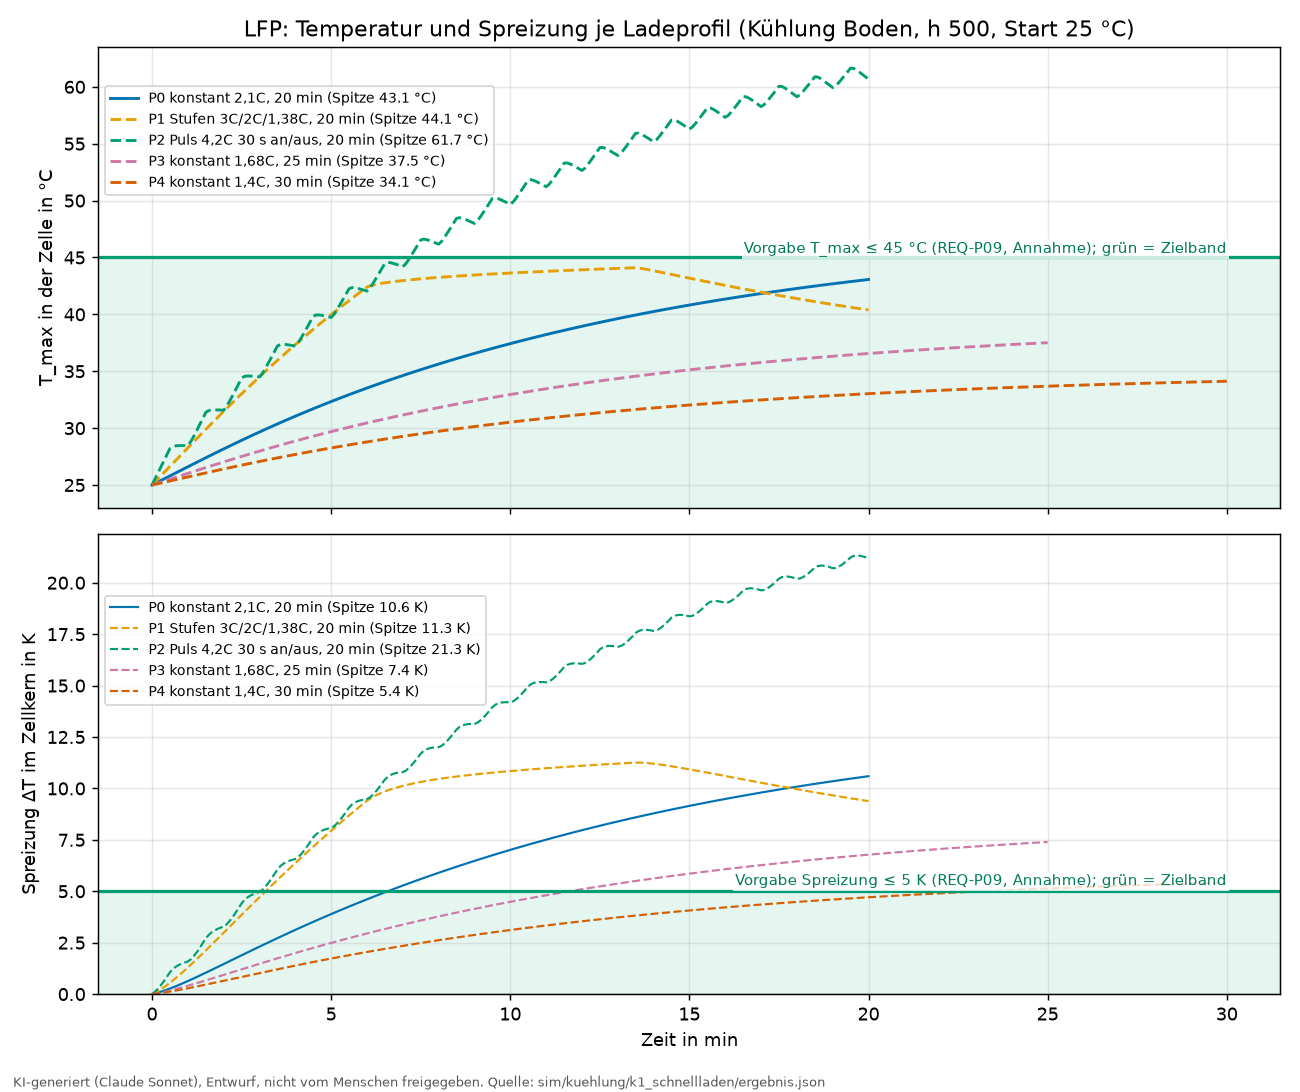 LFP: Temperatur und Spreizung je Ladeprofil (Kühlung Boden, h 500, Start 25 °C)
T_max in der Zelle in °C
60
55
50
45
40
35
30
25
P0 konstant 2,1C, 20 min (Spitze 43.1 °C)
P1 Stufen 3C/2C/1,38C, 20 min (Spitze 44.1 °C)
P2 Puls 4,2C 30 s an/aus, 20 min (Spitze 61.7 °C)
P3 konstant 1,68C, 25 min (Spitze 37.5 °C)
P4 konstant 1,4C, 30 min (Spitze 34.1 °C)
Vorgabe T_max ≤ 45 °C (REQ-P09, Annahme); grün = Zielband
Spreizung ΔT im Zellkern in K
20.0
17.5
15.0
12.5
10.0
7.5
5.0
2.5
0.0
P0 konstant 2,1C, 20 min (Spitze 10.6 K)
P1 Stufen 3C/2C/1,38C, 20 min (Spitze 11.3 K)
P2 Puls 4,2C 30 s an/aus, 20 min (Spitze 21.3 K)
P3 konstant 1,68C, 25 min (Spitze 7.4 K)
P4 konstant 1,4C, 30 min (Spitze 5.4 K)
Vorgabe Spreizung ≤ 5 K (REQ-P09, Annahme); grün = Zielband
0 5 10 15 20 25 30
Zeit in min
KI-generiert (Claude Sonnet), Entwurf, nicht vom Menschen freigegeben. Quelle: sim/kuehlung/k1_schnellladen/ergebnis.json